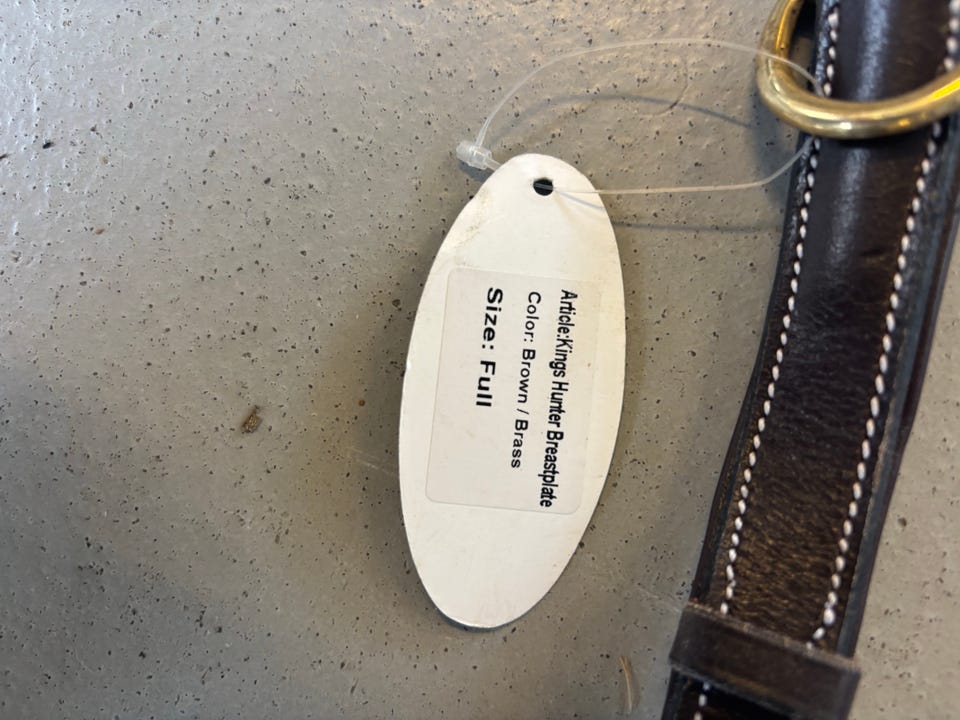 Article:Kings Hunter Breastplate
Color: Brown / Brass
Size: Full